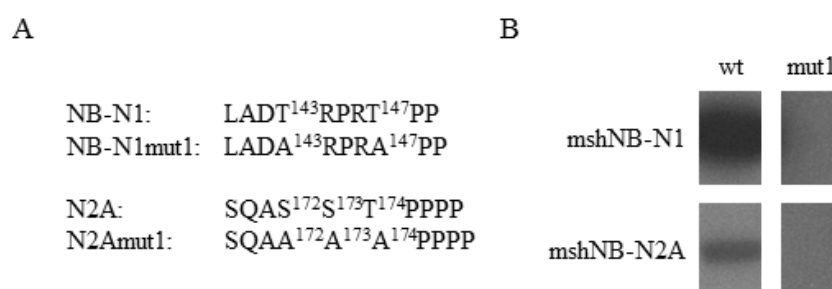 A
NB-N1: LADT¹⁴³RPRT¹⁴⁷PP
NB-N1mut1: LADA¹⁴³RPRA¹⁴⁷PP
N2A: SQAS¹⁷²S¹⁷³T¹⁷⁴PPPP
N2Amut1: SQAA¹⁷²A¹⁷³A¹⁷⁴PPPP
B
wt mut1
mshNB-N1
mshNB-N2A